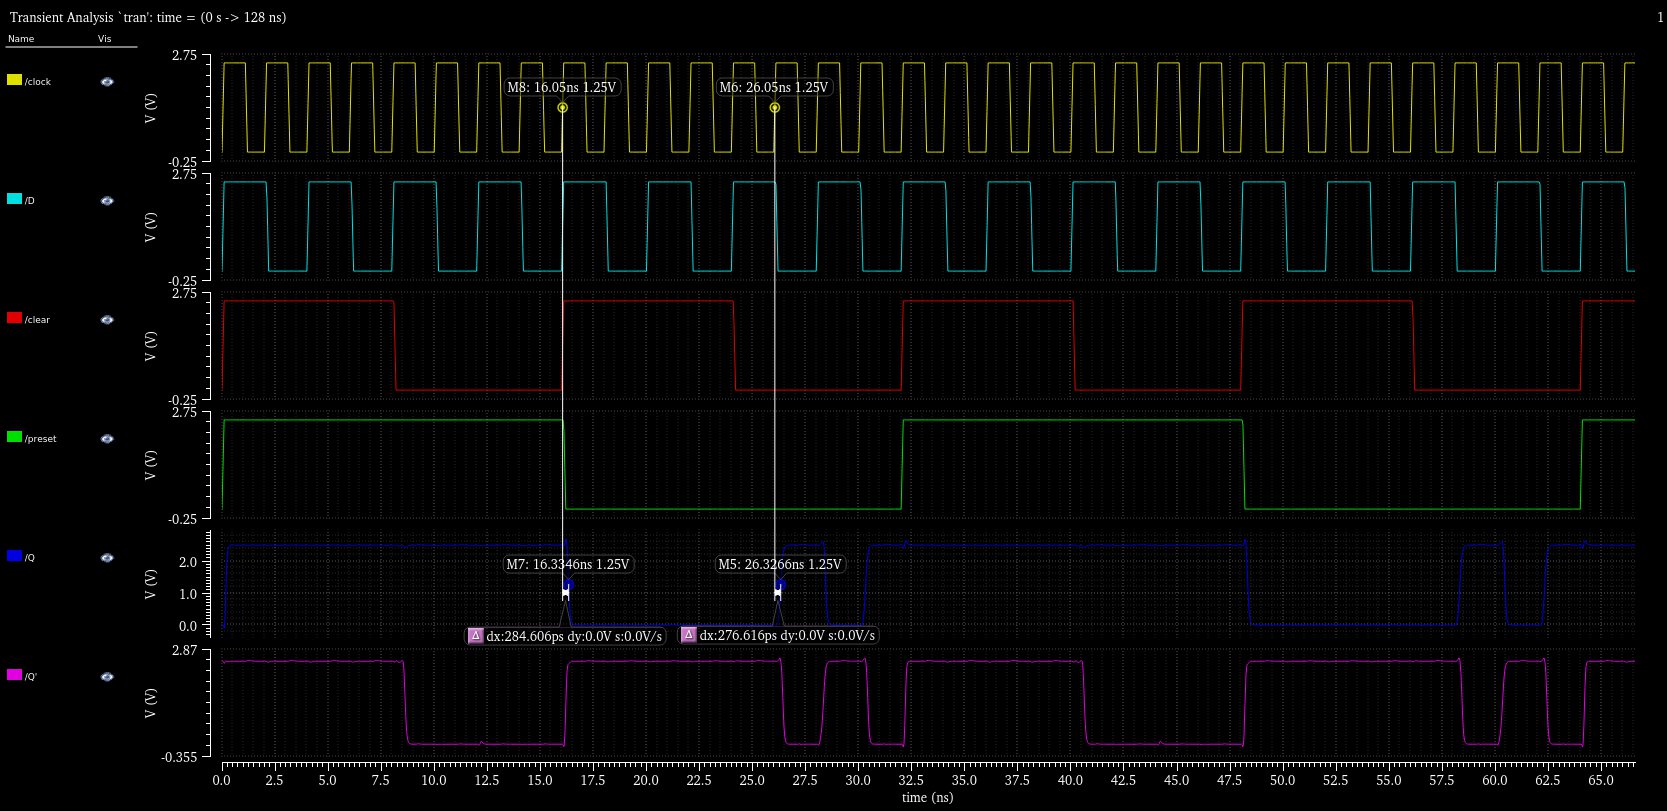 Transient Analysis `tran': time = (0 s -> 128 ns)
1
Name Vis
/clock
2.75
V (V)
-0.25
M8: 16.05ns 1.25V
M6: 26.05ns 1.25V
/D
2.75
V (V)
-0.25
/clear
2.75
V (V)
-0.25
/preset
2.75
V (V)
-0.25
/Q
2.0
1.0
0.0
V (V)
M7: 16.3346ns 1.25V
M5: 26.3266ns 1.25V
Δ dx:284.606ps dy:0.0V s:0.0V/s
Δ dx:276.616ps dy:0.0V s:0.0V/s
/Q'
2.87
V (V)
-0.355
0.0 2.5 5.0 7.5 10.0 12.5 15.0 17.5 20.0 22.5 25.0 27.5 30.0 32.5 35.0 37.5 40.0 42.5 45.0 47.5 50.0 52.5 55.0 57.5 60.0 62.5 65.0
time (ns)